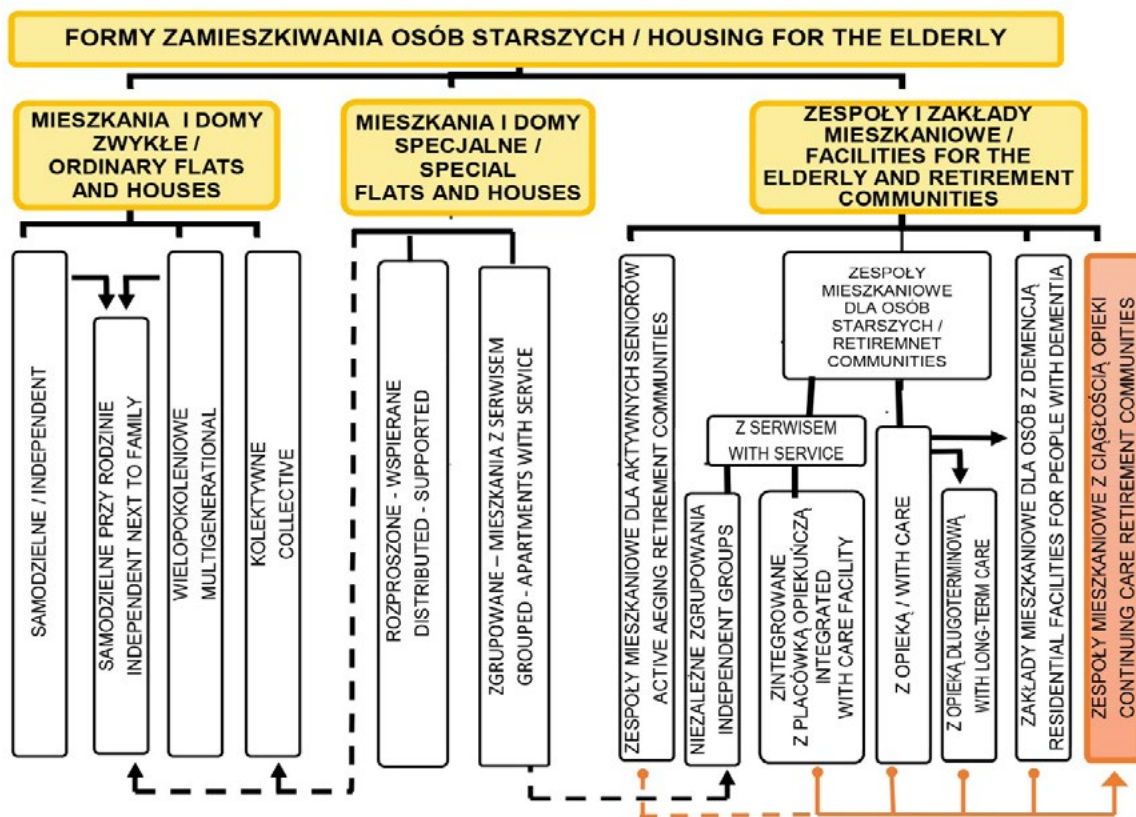 FORMY ZAMIESZKIWANIA OSÓB STARSZYCH / HOUSING FOR THE ELDERLY
MIESZKANIA I DOMY
ZWYKŁE /
ORDINARY FLATS
AND HOUSES
MIESZKANIA I DOMY
SPECJALNE /
SPECIAL
FLATS AND HOUSES
ZESPOŁY I ZAKŁADY
MIESZKANIOWE /
FACILITIES FOR THE
ELDERLY AND RETIREMENT
COMMUNITIES
SAMODZIELNE / INDEPENDENT
SAMODZIELNE PRZY RODZINIE
INDEPENDENT NEXT TO FAMILY
WIELOPOKOLENIOWE
MULTIGENERATIONAL
KOLEKTYWNE
COLLECTIVE
ROZPROSZONE - WSPIERANE
DISTRIBUTED - SUPPORTED
ZGRUPOWANE – MIESZKANIA Z SERWISEM
GROUPED - APARTMENTS WITH SERVICE
ZESPOŁY MIESZKANIOWE DLA AKTYWNYCH SENIORÓW
ACTIVE AGEING RETIREMENT COMMUNITIES
ZESPOŁY
MIESZKANIOWE
DLA OSÓB
STARSZYCH /
RETIREMNET
COMMUNITIES
Z SERWISEM
WITH SERVICE
NIEZALEŻNE ZGRUPOWANIA
INDEPENDENT GROUPS
ZINTEGROWANE
Z PLACÓWKĄ OPIEKUŃCZĄ
INTEGRATED
WITH CARE FACILITY
Z OPIEKĄ / WITH CARE
Z OPIEKĄ DŁUGOTERMINOWĄ
WITH LONG-TERM CARE
ZAKŁADY MIESZKANIOWE DLA OSÓB Z DEMENCJĄ
RESIDENTIAL FACILITIES FOR PEOPLE WITH DEMENTIA
ZESPOŁY MIESZKANIOWE Z CIĄGŁOŚCIĄ OPIEKI
CONTINUING CARE RETIREMENT COMMUNITIES